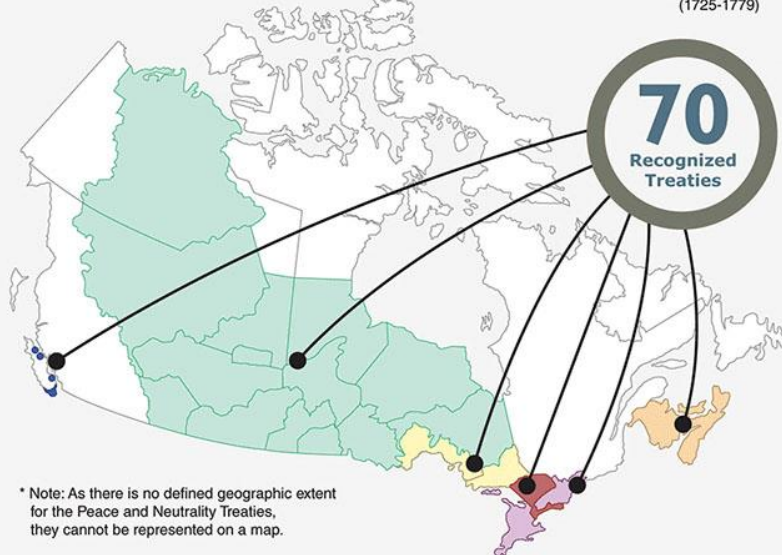 (1725-1779)
70
Recognized
Treaties
* Note: As there is no defined geographic extent
for the Peace and Neutrality Treaties,
they cannot be represented on a map.